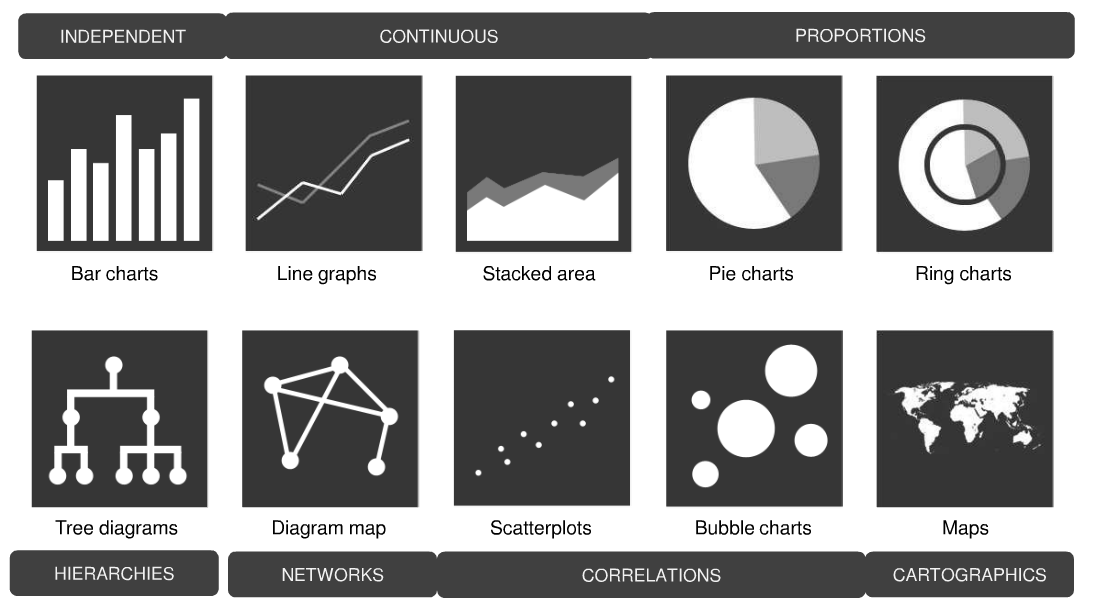 INDEPENDENT
CONTINUOUS
PROPORTIONS
Bar charts
Line graphs
Stacked area
Pie charts
Ring charts
Tree diagrams
Diagram map
Scatterplots
Bubble charts
Maps
HIERARCHIES
NETWORKS
CORRELATIONS
CARTOGRAPHICS